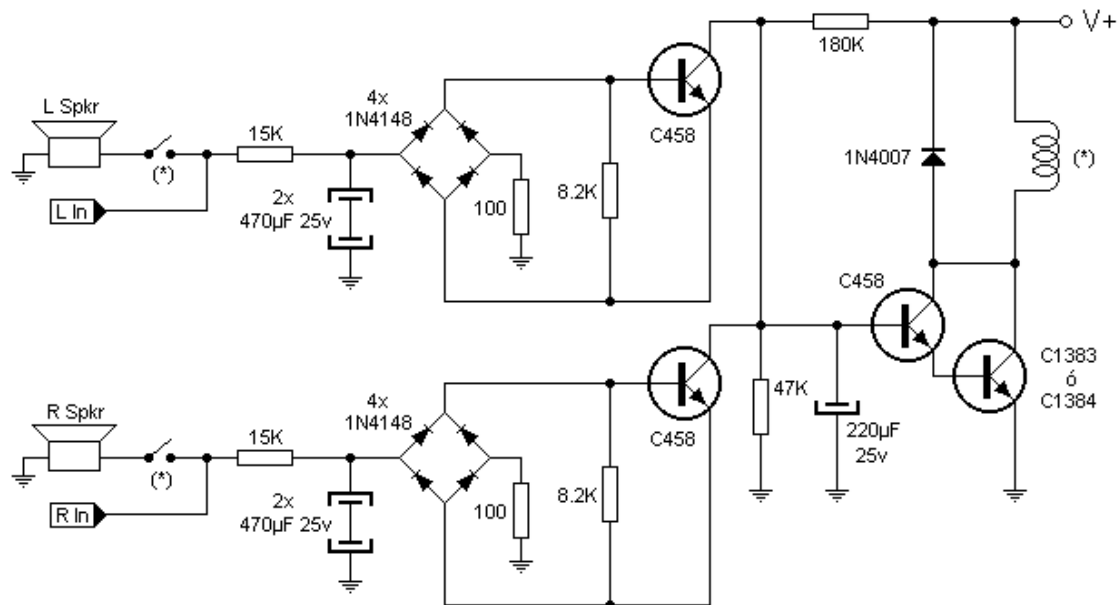 V+
180K
L Spkr
4x
1N4148
15K
C458
1N4007
(*)
(*)
L In
2x
470µF 25v
100
8.2K
C458
C1383
ó
C1384
R Spkr
4x
1N4148
15K
C458
47K
220µF
25v
(*)
R In
2x
470µF 25v
100
8.2K